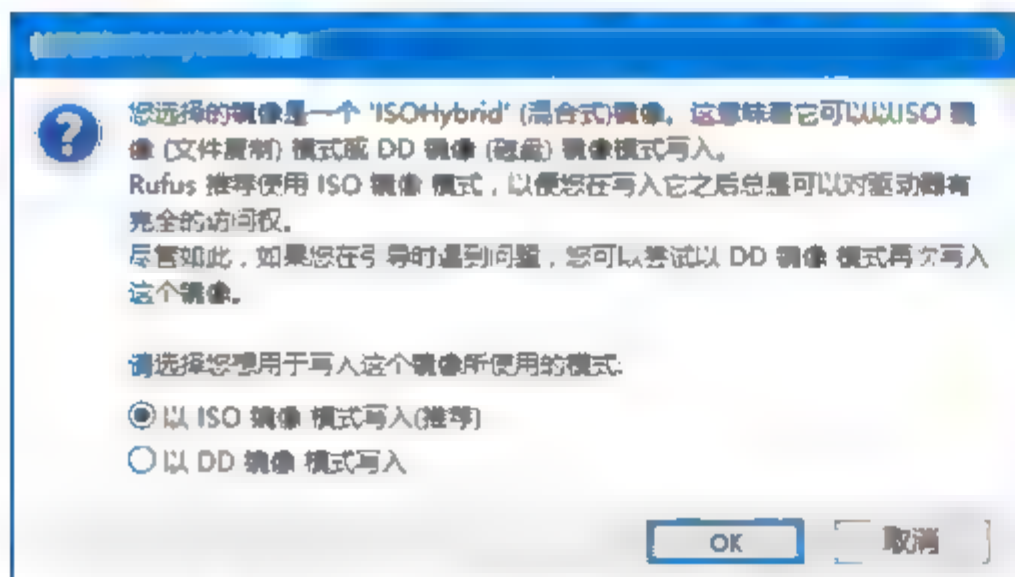 您选择的镜像是一个 'ISOHybrid' (混合式)镜像。这意味着它可以以ISO 镜
像 (文件复制) 模式或 DD 镜像 (磁盘) 镜像模式写入。
Rufus 推荐使用 ISO 镜像 模式，以便您在写入它之后总是可以对驱动器有
完全的访问权。
尽管如此，如果您在引导时遇到问题，您可以尝试以 DD 镜像 模式再次写入
这个镜像。
请选择您想用于写入这个镜像所使用的模式:
以 ISO 镜像 模式写入(推荐)
以 DD 镜像 模式写入
OK
取消